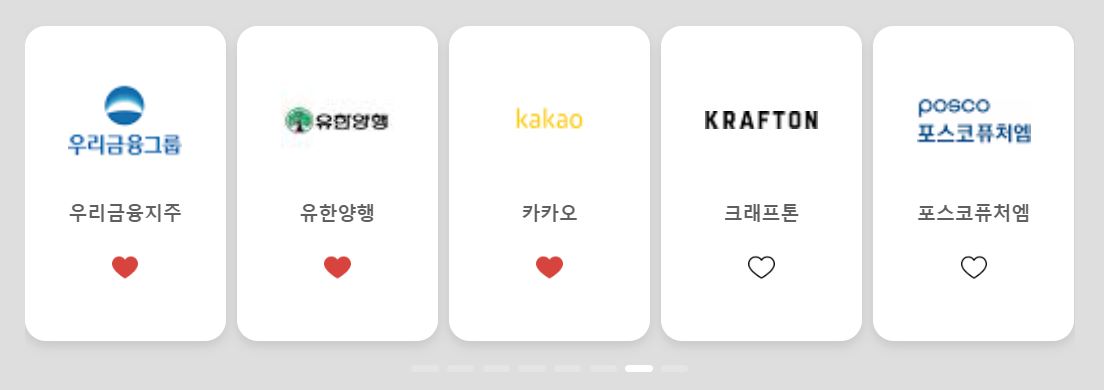 우리금융그룹
우리금융지주
유한양행
유한양행
kakao
카카오
KRAFTON
크래프톤
posco
포스코퓨처엠
포스코퓨처엠